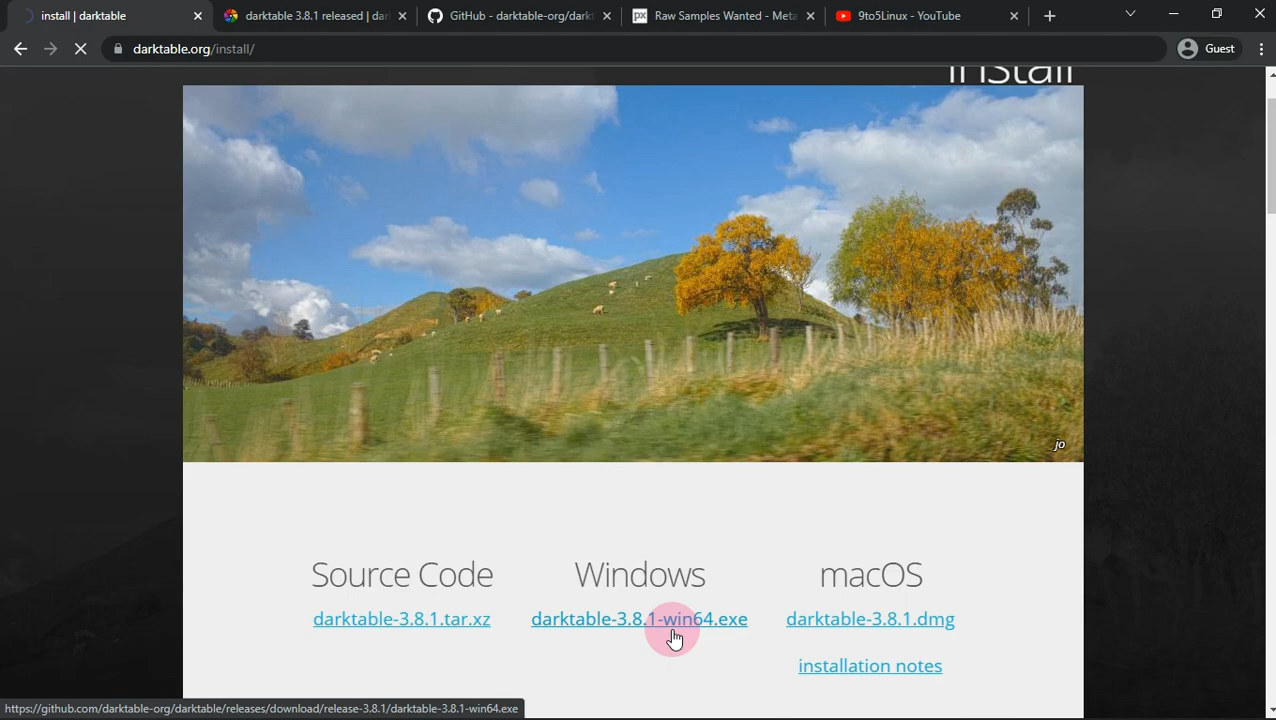 install | darktable
darktable 3.8.1 released | dar
GitHub - darktable-org/darkt
px
Raw Samples Wanted - Meta
9to5Linux - YouTube
darktable.org/install/
Guest
install
jo
Source Code
Windows
macOS
darktable-3.8.1.tar.xz
darktable-3.8.1-win64.exe
darktable-3.8.1.dmg
installation notes
https://github.com/darktable-org/darktable/releases/download/release-3.8.1/darktable-3.8.1-win64.exe